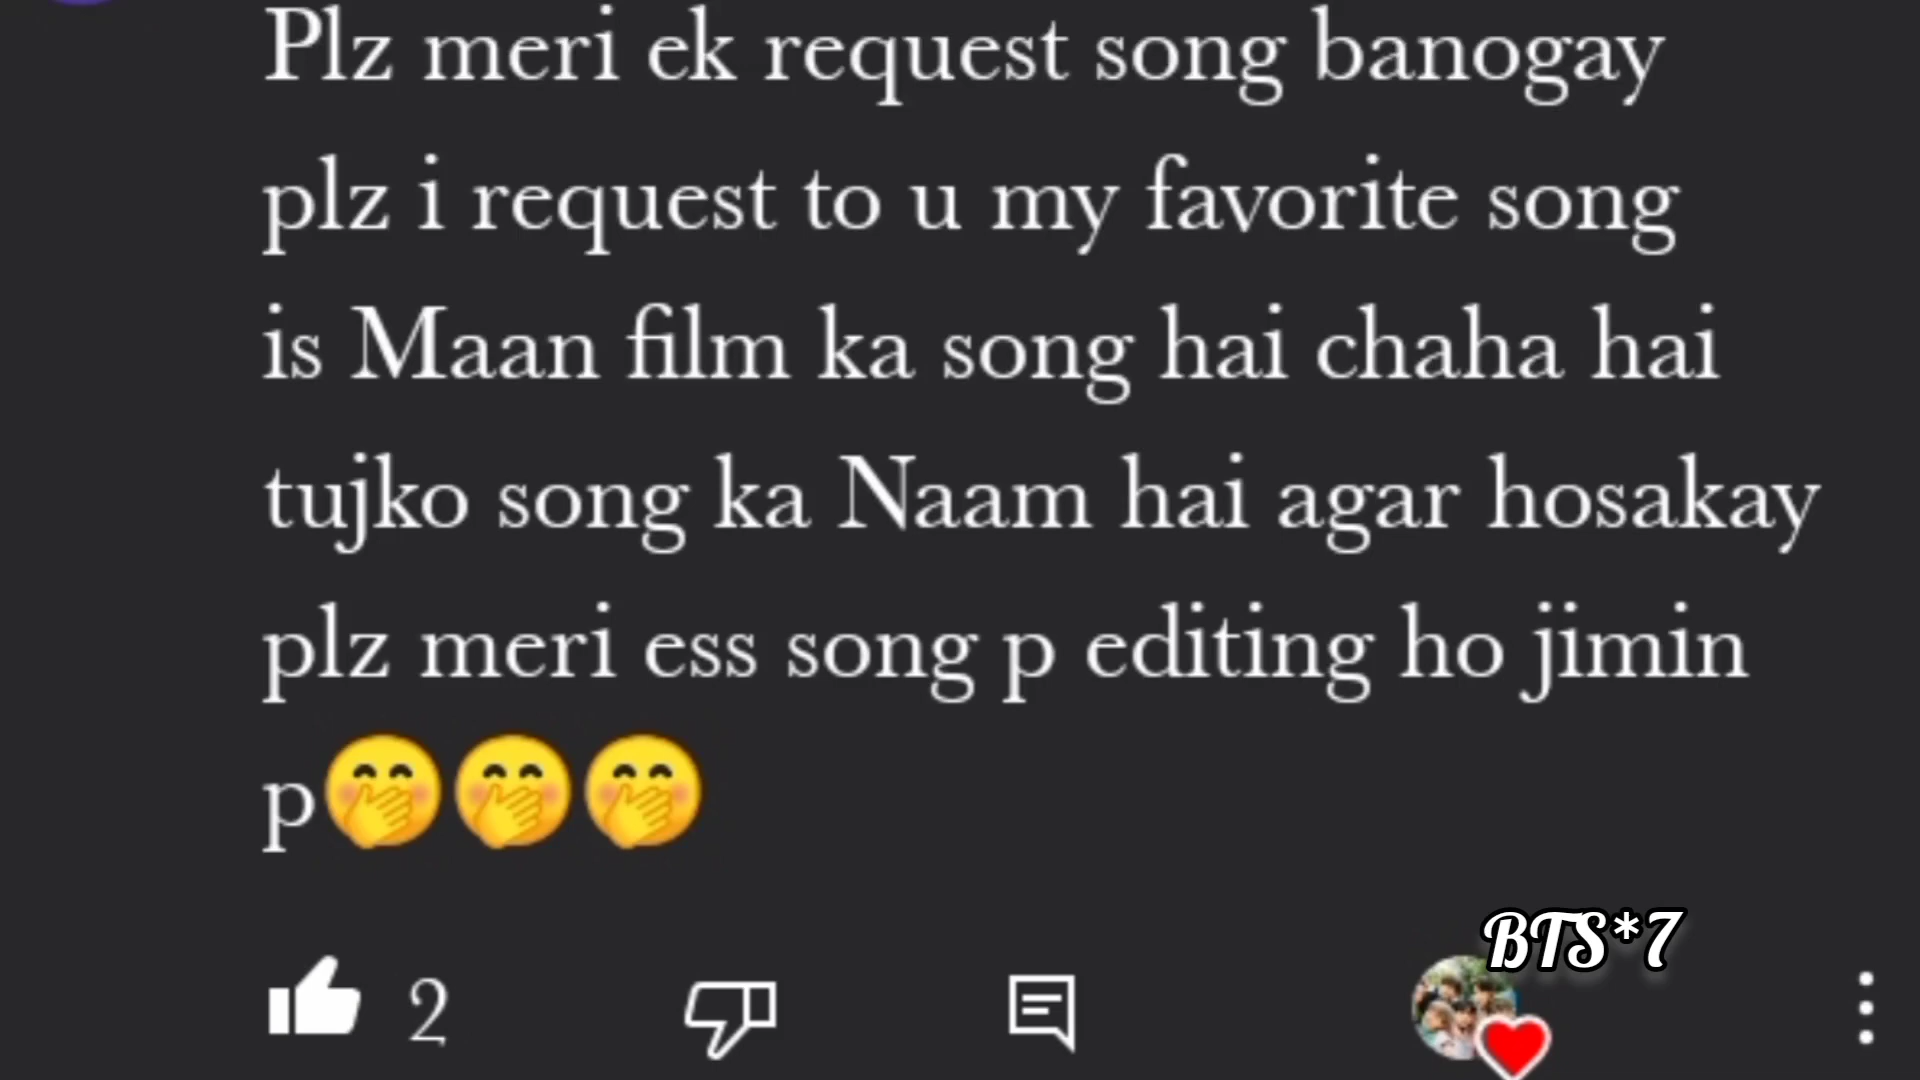 Plz meri ek request song banogay
plz i request to u my favorite song
is Maan film ka song hai chaha hai
tujko song ka Naam hai agar hosakay
plz meri ess song p editing ho jimin
p🤭🤭🤭
BTS*7
2